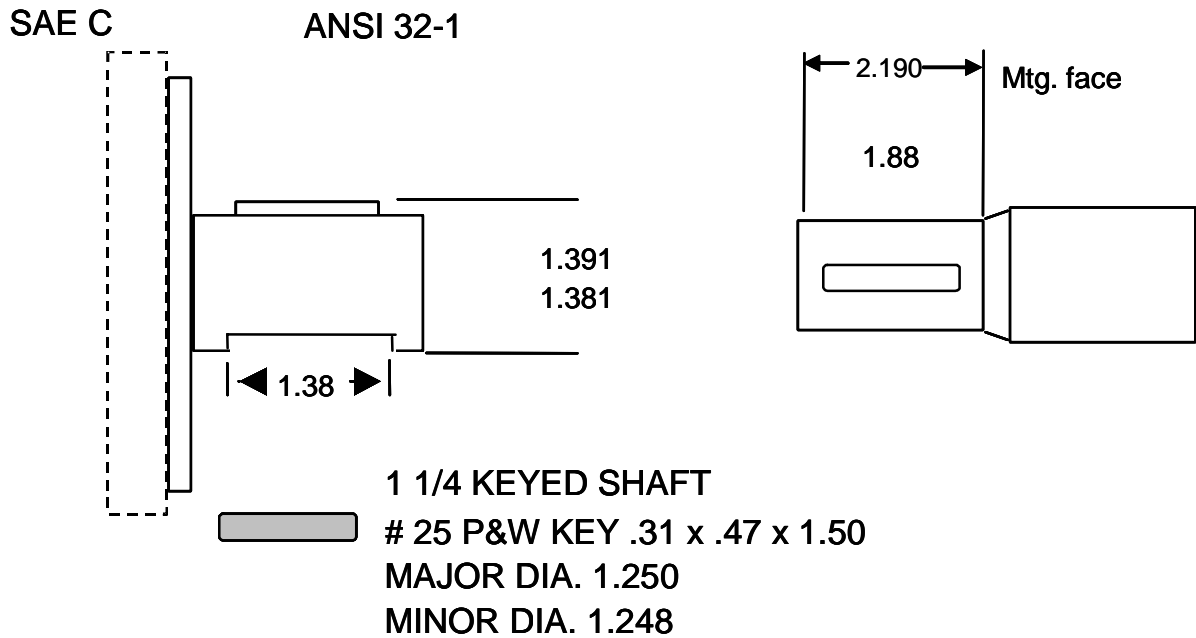 SAE C
ANSI 32-1
2.190
Mtg. face
1.88
1.391
1.381
1.38
1 1/4 KEYED SHAFT
# 25 P&W KEY .31 x .47 x 1.50
MAJOR DIA. 1.250
MINOR DIA. 1.248